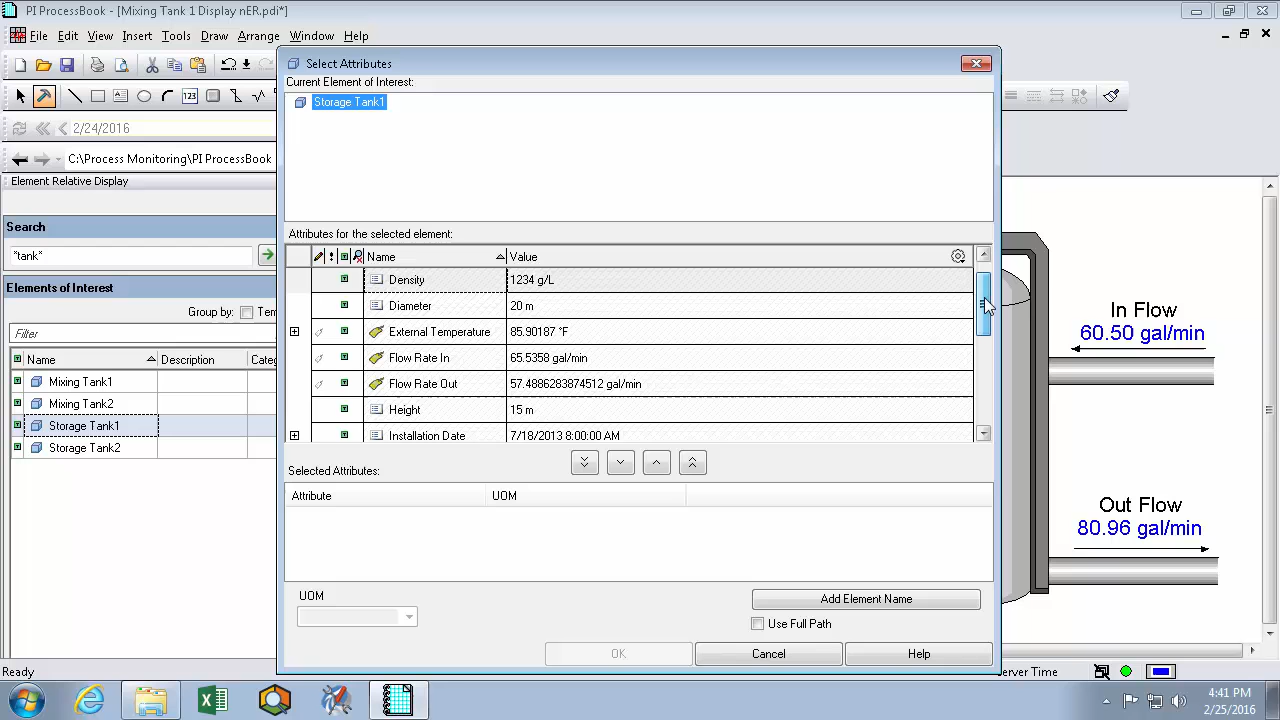 PI ProcessBook - [Mixing Tank 1 Display nER.pdi*]
File Edit View Insert Tools Draw Arrange Window Help
Select Attributes
Current Element of Interest:
Storage Tank1
123
2/24/2016
C:\Process Monitoring\PI ProcessBook
Element Relative Display
Search
*tank*
Elements of Interest
Group by: Tem
Filter
Name Description Categ
Mixing Tank1
Mixing Tank2
Storage Tank1
Storage Tank2
Attributes for the selected element:
Name Value
Density 1234 g/L
Diameter 20 m
External Temperature 85.90187 °F
Flow Rate In 65.5358 gal/min
Flow Rate Out 57.4886283874512 gal/min
Height 15 m
Installation Date 7/18/2013 8:00:00 AM
Selected Attributes:
Attribute UOM
UOM
Add Element Name
Use Full Path
OK Cancel Help
In Flow
60.50 gal/min
Out Flow
80.96 gal/min
Ready
erver Time
4:41 PM
2/25/2016